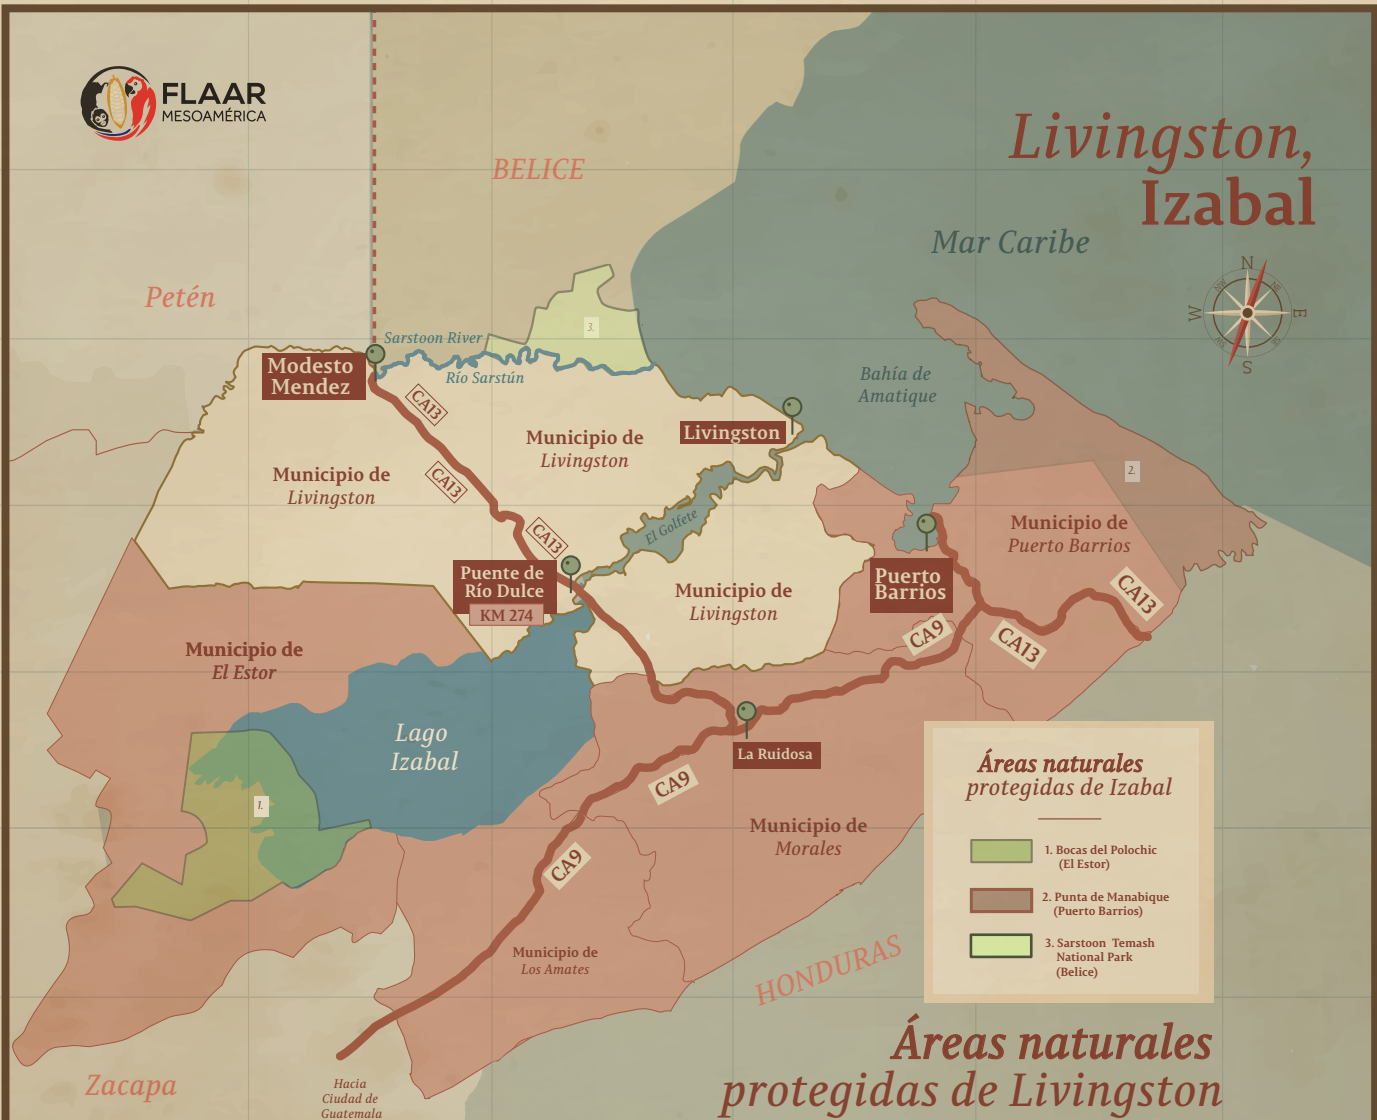 FLAAR
MESOAMÉRICA
Livingston,
Izabal
BELICE
Mar Caribe
Petén
N
NE
E
SE
S
SW
W
NW
Sarstoon River
3.
Río Sarstún
Modesto
Mendez
Bahía de
Amatique
CA13
Livingston
Municipio de
Livingston
Municipio de
Livingston
CA13
2.
El Golfete
CA13
Municipio de
Puerto Barrios
Puente de
Río Dulce
KM 274
Puerto
Barrios
Municipio de
Livingston
CA13
CA9
CA13
Municipio de
El Estor
Lago
Izabal
La Ruidosa
CA9
1.
Municipio de
Morales
CA9
Áreas naturales
protegidas de Izabal
1. Bocas del Polochic
(El Estor)
2. Punta de Manabique
(Puerto Barrios)
3. Sarstoon Temash
National Park
(Belice)
Municipio de
Los Amates
HONDURAS
Zacapa
Hacia
Ciudad de
Guatemala
Áreas naturales
protegidas de Livingston